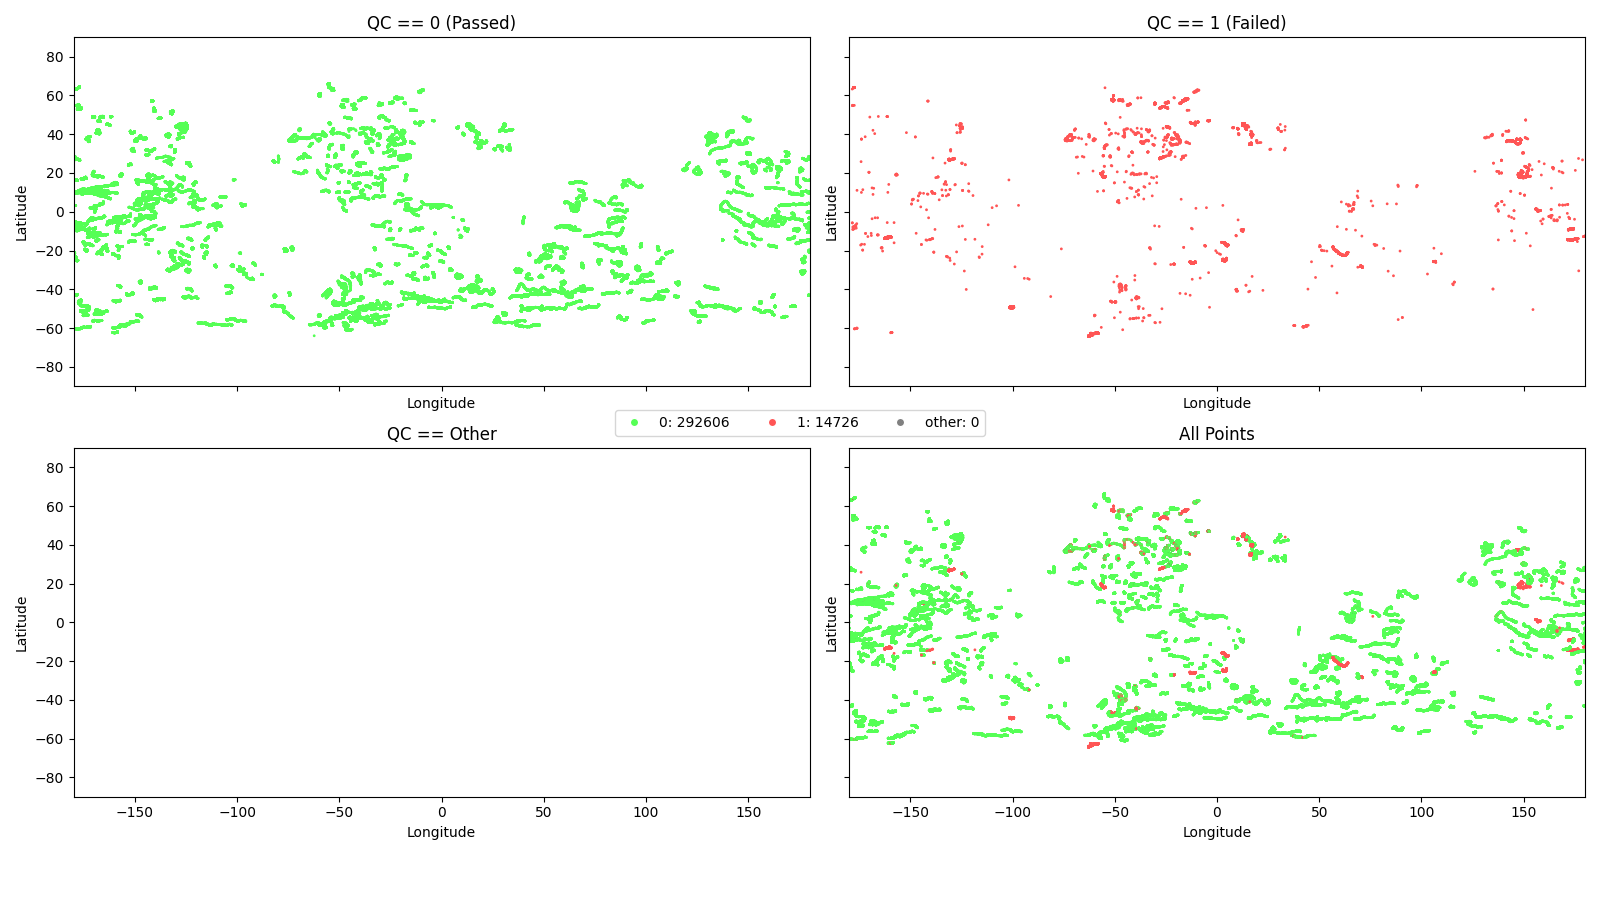 QC == 0 (Passed)
QC == 1 (Failed)
80
60
40
20
0
−20
−40
−60
−80
Latitude
Latitude
Longitude
Longitude
0: 292606
1: 14726
other: 0
QC == Other
All Points
80
60
40
20
0
−20
−40
−60
−80
Latitude
Latitude
−150
−100
−50
0
50
100
150
−150
−100
−50
0
50
100
150
Longitude
Longitude